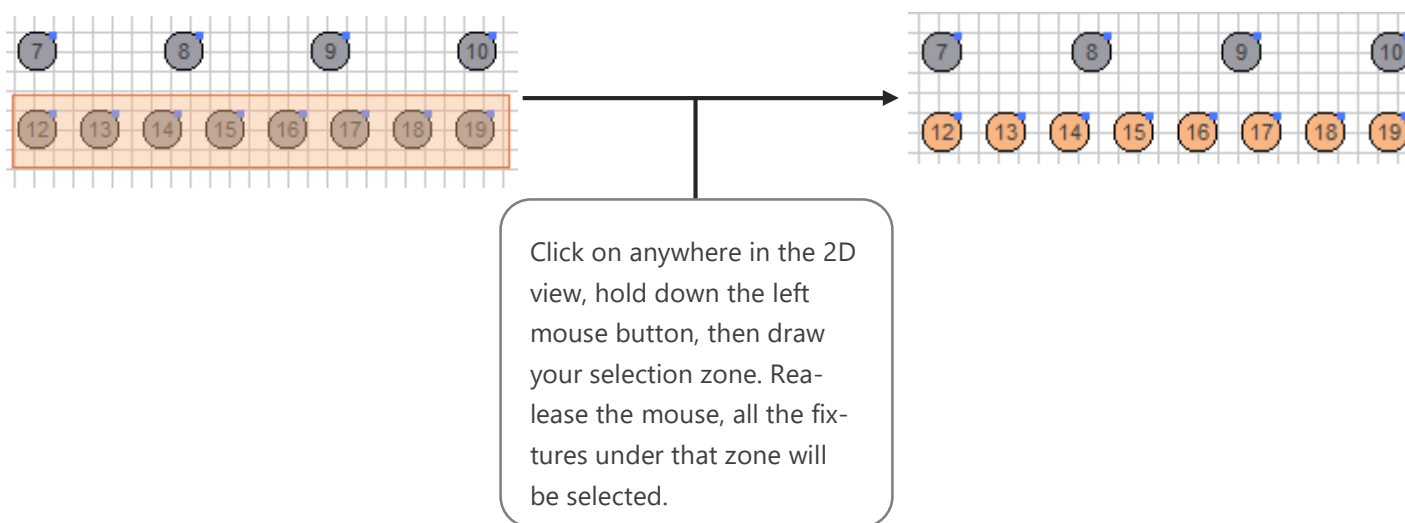 7 8 9 10
12 13 14 15 16 17 18 19
7 8 9 10
12 13 14 15 16 17 18 19
Click on anywhere in the 2D
view, hold down the left
mouse button, then draw
your selection zone. Rea-
lease the mouse, all the fix-
tures under that zone will
be selected.